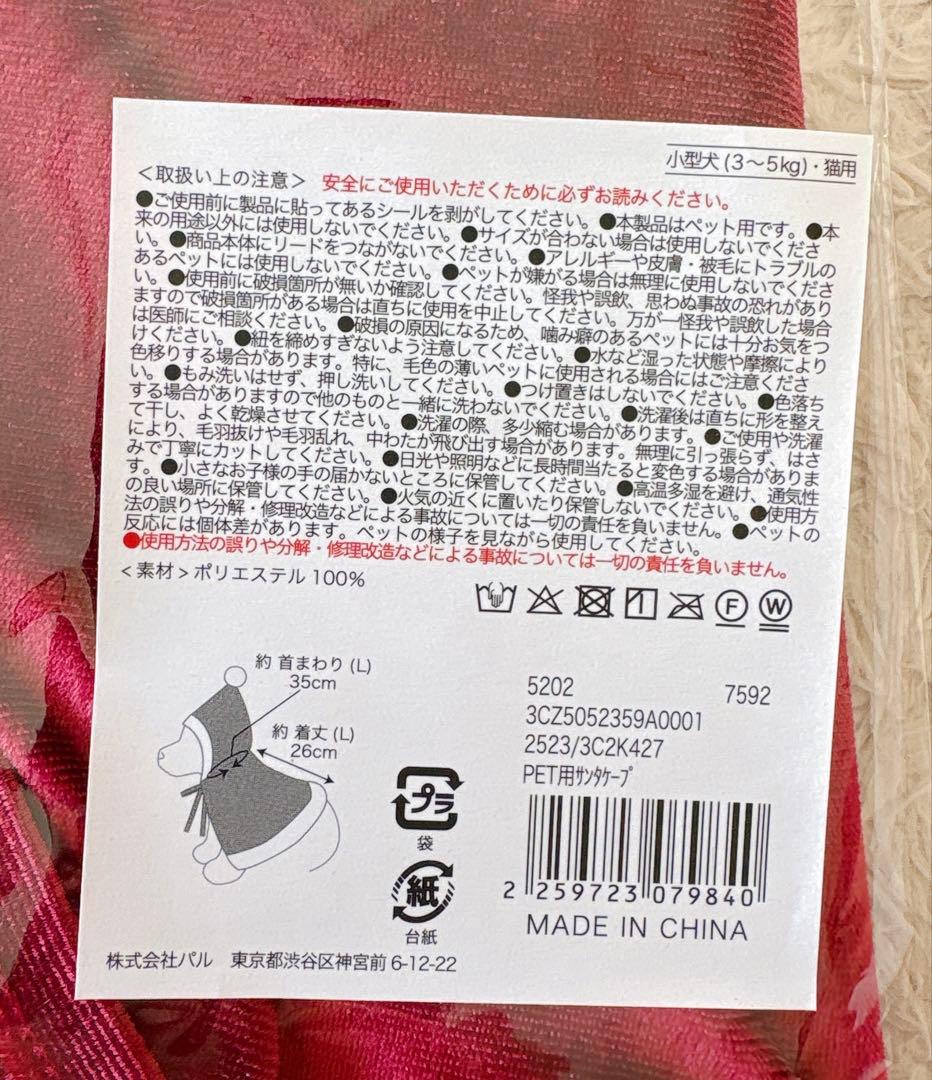 小型犬(3〜5kg)・猫用
＜取扱い上の注意＞ 安全にご使用いただくために必ずお読みください。
●ご使用前に製品に貼ってあるシールを剥がしてください。●本製品はペット用です。●本
来の用途以外には使用しないでください。●サイズが合わない場合は使用しないでくださ
い。●商品本体にリードをつながないでください。●アレルギーや皮膚・被毛にトラブルの
あるペットには使用しないでください。●ペットが嫌がる場合は無理に使用しないでくださ
い。●使用前に破損箇所が無いか確認してください。怪我や誤飲、思わぬ事故の恐れがあり
ますので破損箇所がある場合は直ちに使用を中止してください。万が一怪我や誤飲した場合
は医師にご相談ください。●破損の原因になるため、噛み癖のあるペットには十分お気をつ
けください。●紐を締めすぎないよう注意してください。●水など湿った状態や摩擦により
色移りする場合があります。特に、毛色の薄いペットに使用される場合にはご注意くださ
い。●もみ洗いはせず、押し洗いしてください。●つけ置きはしないでください。●色落ち
する場合がありますので他のものと一緒に洗わないでください。●洗濯後は直ちに形を整え
て干し、よく乾燥させてください。●洗濯の際、多少縮む場合があります。●ご使用や洗濯
により、毛羽抜けや毛羽乱れ、中わたが飛び出す場合があります。無理に引っ張らず、はさ
みで丁寧にカットしてください。●日光や照明などに長時間当たると変色する場合がありま
す。●小さなお子様の手の届かないところに保管してください。●高温多湿を避け、通気性
の良い場所に保管してください。●火気の近くに置いたり保管しないでください。●使用方
法の誤りや分解・修理改造などによる事故については一切の責任を負いません。●ペットの
反応には個体差があります。ペットの様子を見ながら使用してください。
●使用方法の誤りや分解・修理改造などによる事故については一切の責任を負いません。
＜素材＞ポリエステル 100%
1 F W
約 首まわり (L)
35cm
約 着丈 (L)
26cm
プラ
袋
紙
台紙
5202 7592
3CZ5052359A0001
2523/3C2K427
PET用ｻﾝﾀｹｰﾌﾟ
2 259723 079840
MADE IN CHINA
株式会社パル 東京都渋谷区神宮前 6-12-22